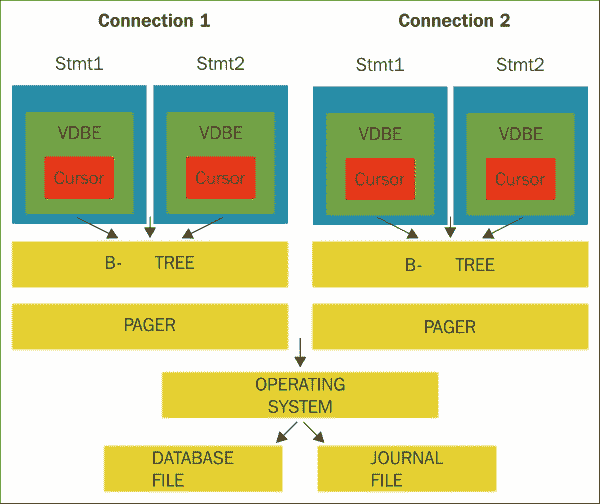 Connection 1 Connection 2
Stmt1 Stmt2 Stmt1 Stmt2
VDBE VDBE VDBE VDBE
Cursor Cursor Cursor Cursor
B- TREE B- TREE
PAGER PAGER
OPERATING
SYSTEM
DATABASE JOURNAL
FILE FILE